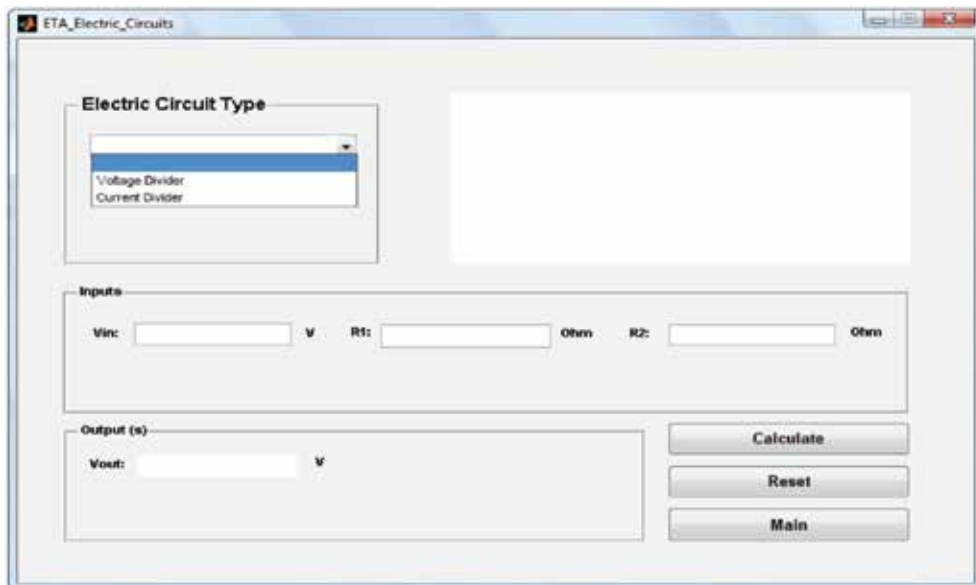 ETA_Electric_Circuits
Electric Circuit Type
Voltage Divider
Current Divider
Inputs
Vin: V R1: Ohm R2: Ohm
Output (s)
Vout: V
Calculate
Reset
Main